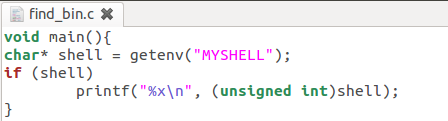 find_bin.c
void main(){
char* shell = getenv("MYSHELL");
if (shell)
        printf("%x\n", (unsigned int)shell);
}